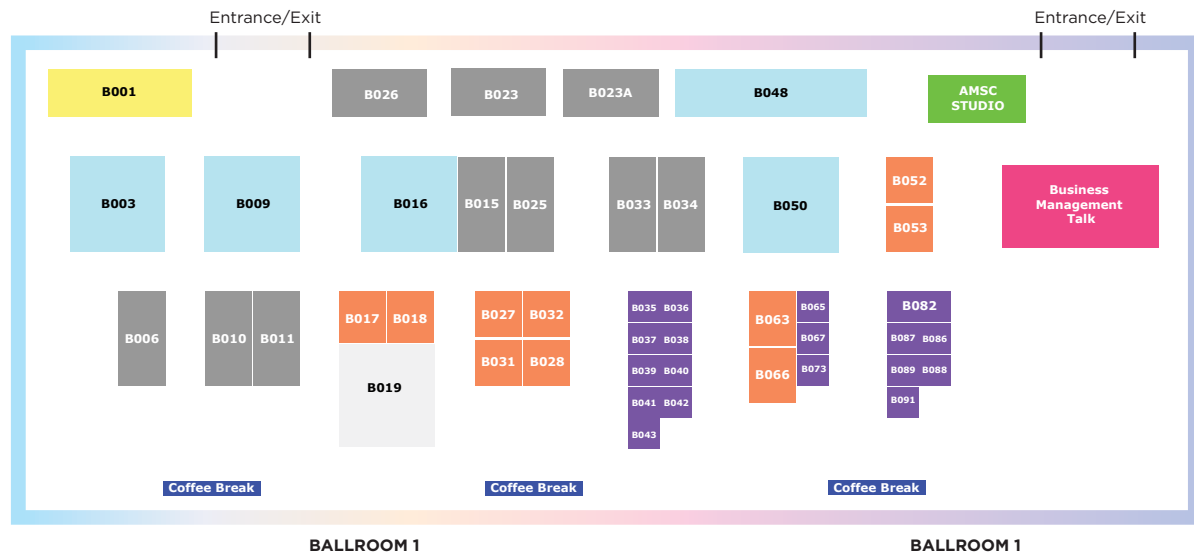 Entrance/Exit
Entrance/Exit
B001
B026
B023
B023A
B048
AMSC
STUDIO
B003
B009
B016
B015
B025
B033
B034
B050
B052
B053
Business
Management
Talk
B006
B010
B011
B017
B018
B019
B027
B032
B031
B028
B035
B036
B037
B038
B039
B040
B041
B042
B043
B063
B066
B065
B067
B073
B082
B087
B086
B089
B088
B091
Coffee Break
Coffee Break
Coffee Break
BALLROOM 1
BALLROOM 1